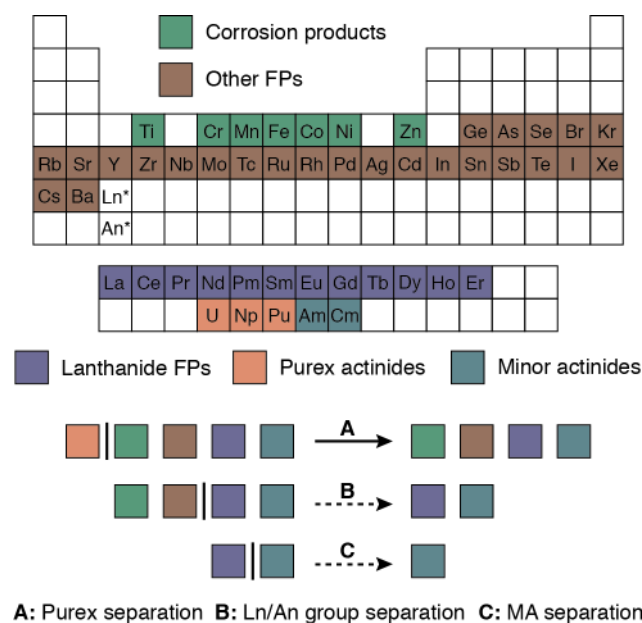 Corrosion products
Other FPs
Ti Cr Mn Fe Co Ni Zn Ge As Se Br Kr
Rb Sr Y Zr Nb Mo Tc Ru Rh Pd Ag Cd In Sn Sb Te I Xe
Cs Ba Ln*
An*
La Ce Pr Nd Pm Sm Eu Gd Tb Dy Ho Er
U Np Pu Am Cm
Lanthanide FPs Purex actinides Minor actinides
A
B
C
A: Purex separation B: Ln/An group separation C: MA separation